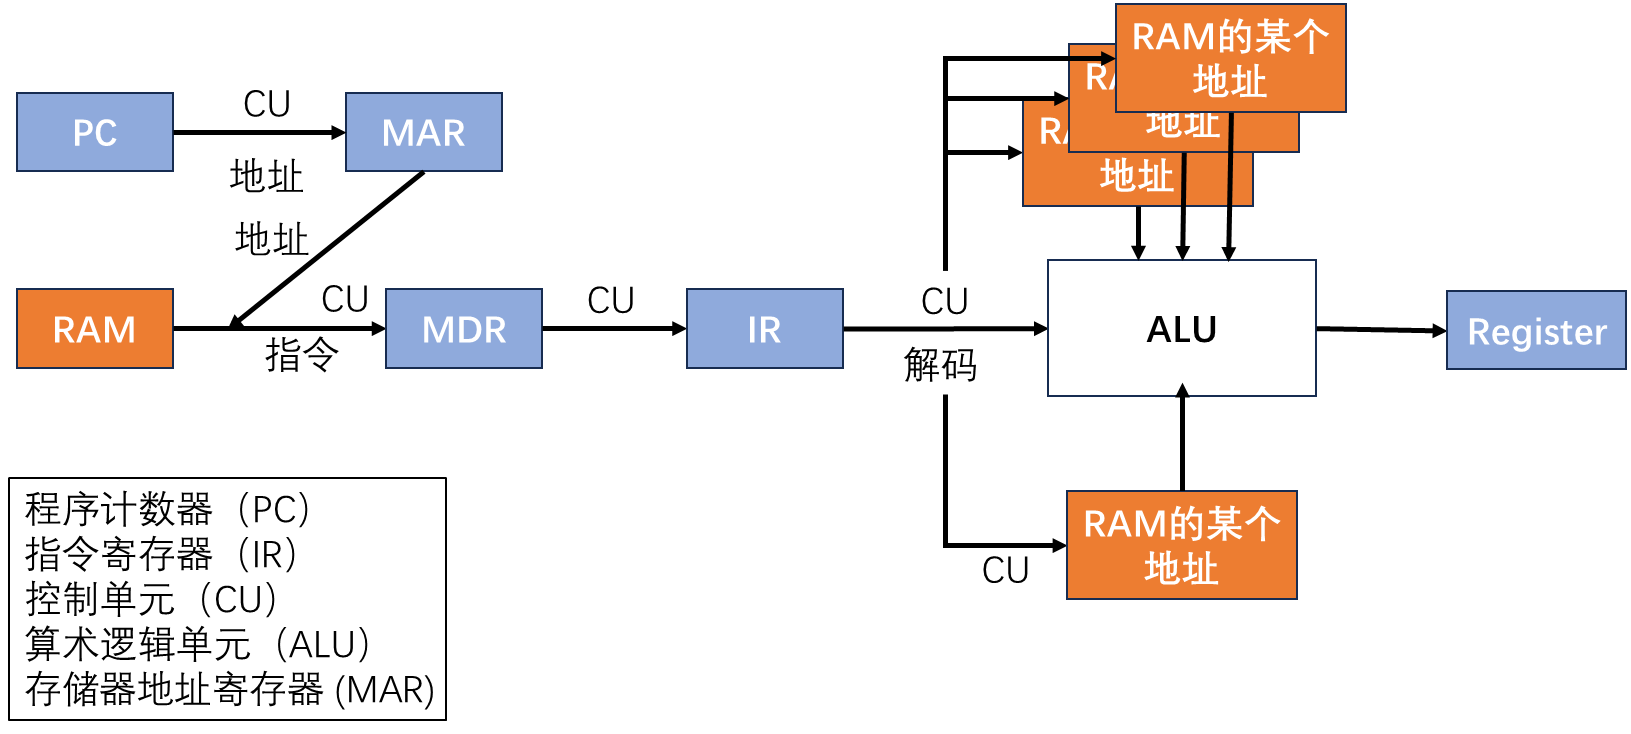 RAM的某个
地址
RA
地址
RA
地址
CU
PC
MAR
地址
地址
CU
CU
CU
RAM
MDR
IR
ALU
Register
指令
解码
RAM的某个
地址
CU
程序计数器（PC）
指令寄存器（IR）
控制单元（CU）
算术逻辑单元（ALU）
存储器地址寄存器 (MAR)